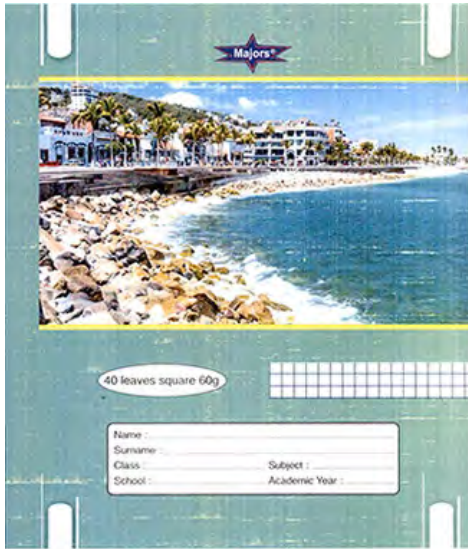 Majors®
40 leaves square 60g
Name :
Surname :
Class :
Subject :
School :
Academic Year :